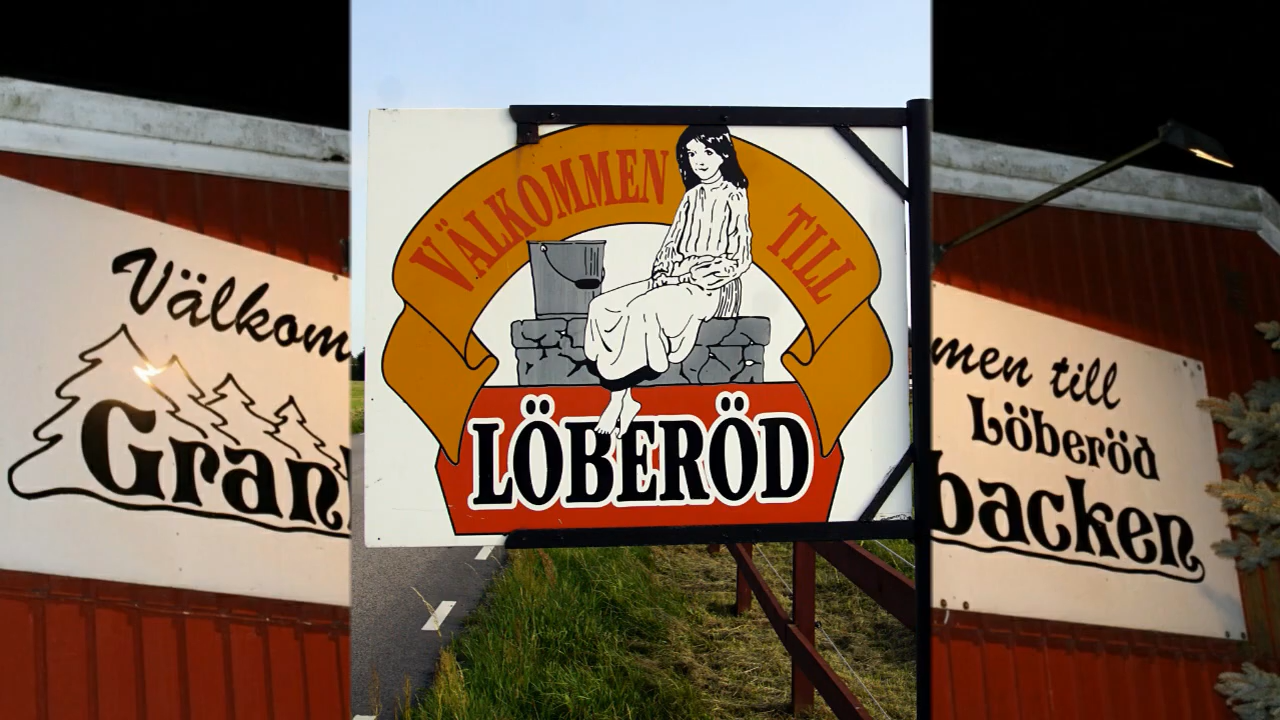 Välkom
Gran
VÄLKOMMEN TILL
LÖBERÖD
men till
Löberöd
backen